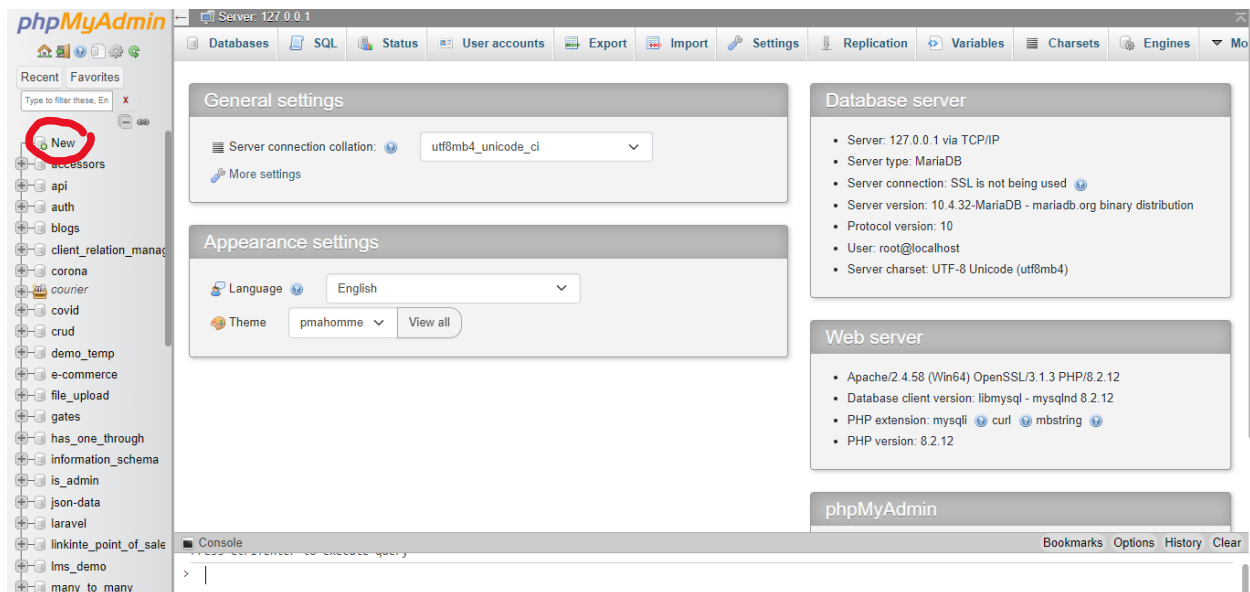 phpMyAdmin
Recent Favorites
Type to filter these, En X
New
accessors
api
auth
blogs
client_relation_manag
corona
courier
covid
crud
demo_temp
e-commerce
file_upload
gates
has_one_through
information_schema
is_admin
json-data
laravel
linkinte_point_of_sale
lms_demo
many_to_many
Server: 127.0.0.1
Databases SQL Status User accounts Export Import Settings Replication Variables Charsets Engines Mo
General settings
Server connection collation: utf8mb4_unicode_ci
More settings
Appearance settings
Language English
Theme pmahomme View all
Database server
Server: 127.0.0.1 via TCP/IP
Server type: MariaDB
Server connection: SSL is not being used
Server version: 10.4.32-MariaDB - mariadb.org binary distribution
Protocol version: 10
User: root@localhost
Server charset: UTF-8 Unicode (utf8mb4)
Web server
Apache/2.4.58 (Win64) OpenSSL/3.1.3 PHP/8.2.12
Database client version: libmysql - mysqlnd 8.2.12
PHP extension: mysqli curl mbstring
PHP version: 8.2.12
phpMyAdmin
Console Bookmarks Options History Clear
Press Ctrl+Enter to execute query
>